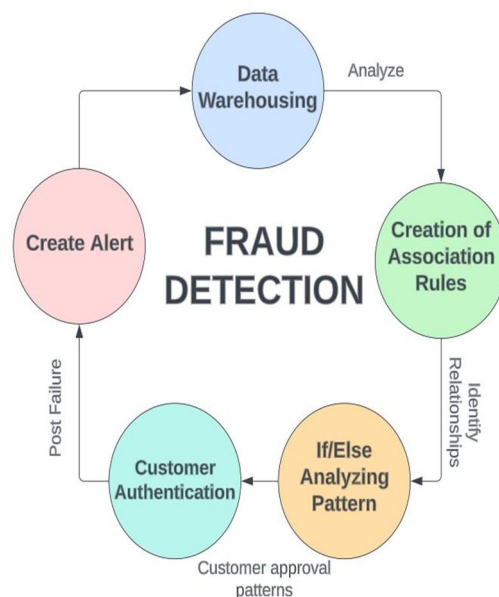 Data
Warehousing
Analyze
Creation of
Association
Rules
FRAUD
DETECTION
Create Alert
Identify
Relationships
If/Else
Analyzing
Pattern
Customer approval
patterns
Customer
Authentication
Post Failure